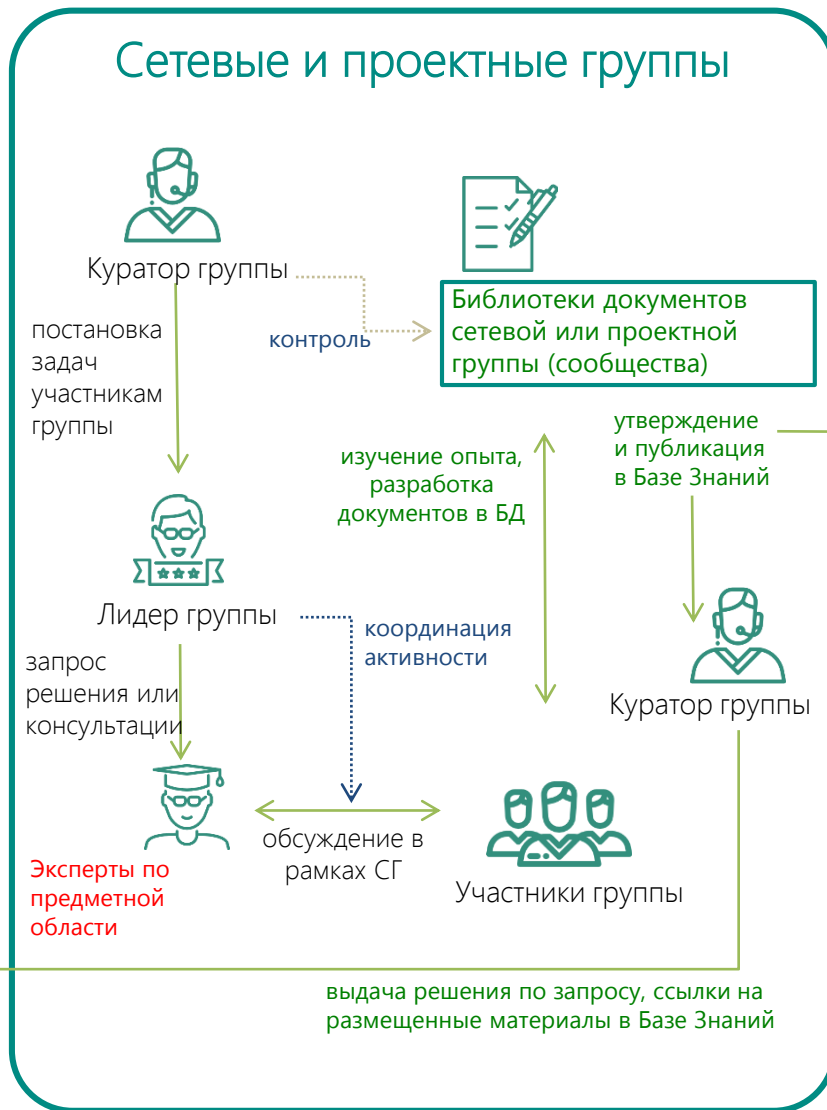 Сетевые и проектные группы
Куратор группы
постановка
задач
участникам
группы
контроль
Библиотеки документов
сетевой или проектной
группы (сообщества)
изучение опыта,
разработка
документов в БД
утверждение
и публикация
в Базе Знаний
Лидер группы
координация
активности
запрос
решения или
консультации
Куратор группы
Эксперты по
предметной
области
обсуждение в
рамках СГ
Участники группы
выдача решения по запросу, ссылки на
размещенные материалы в Базе Знаний